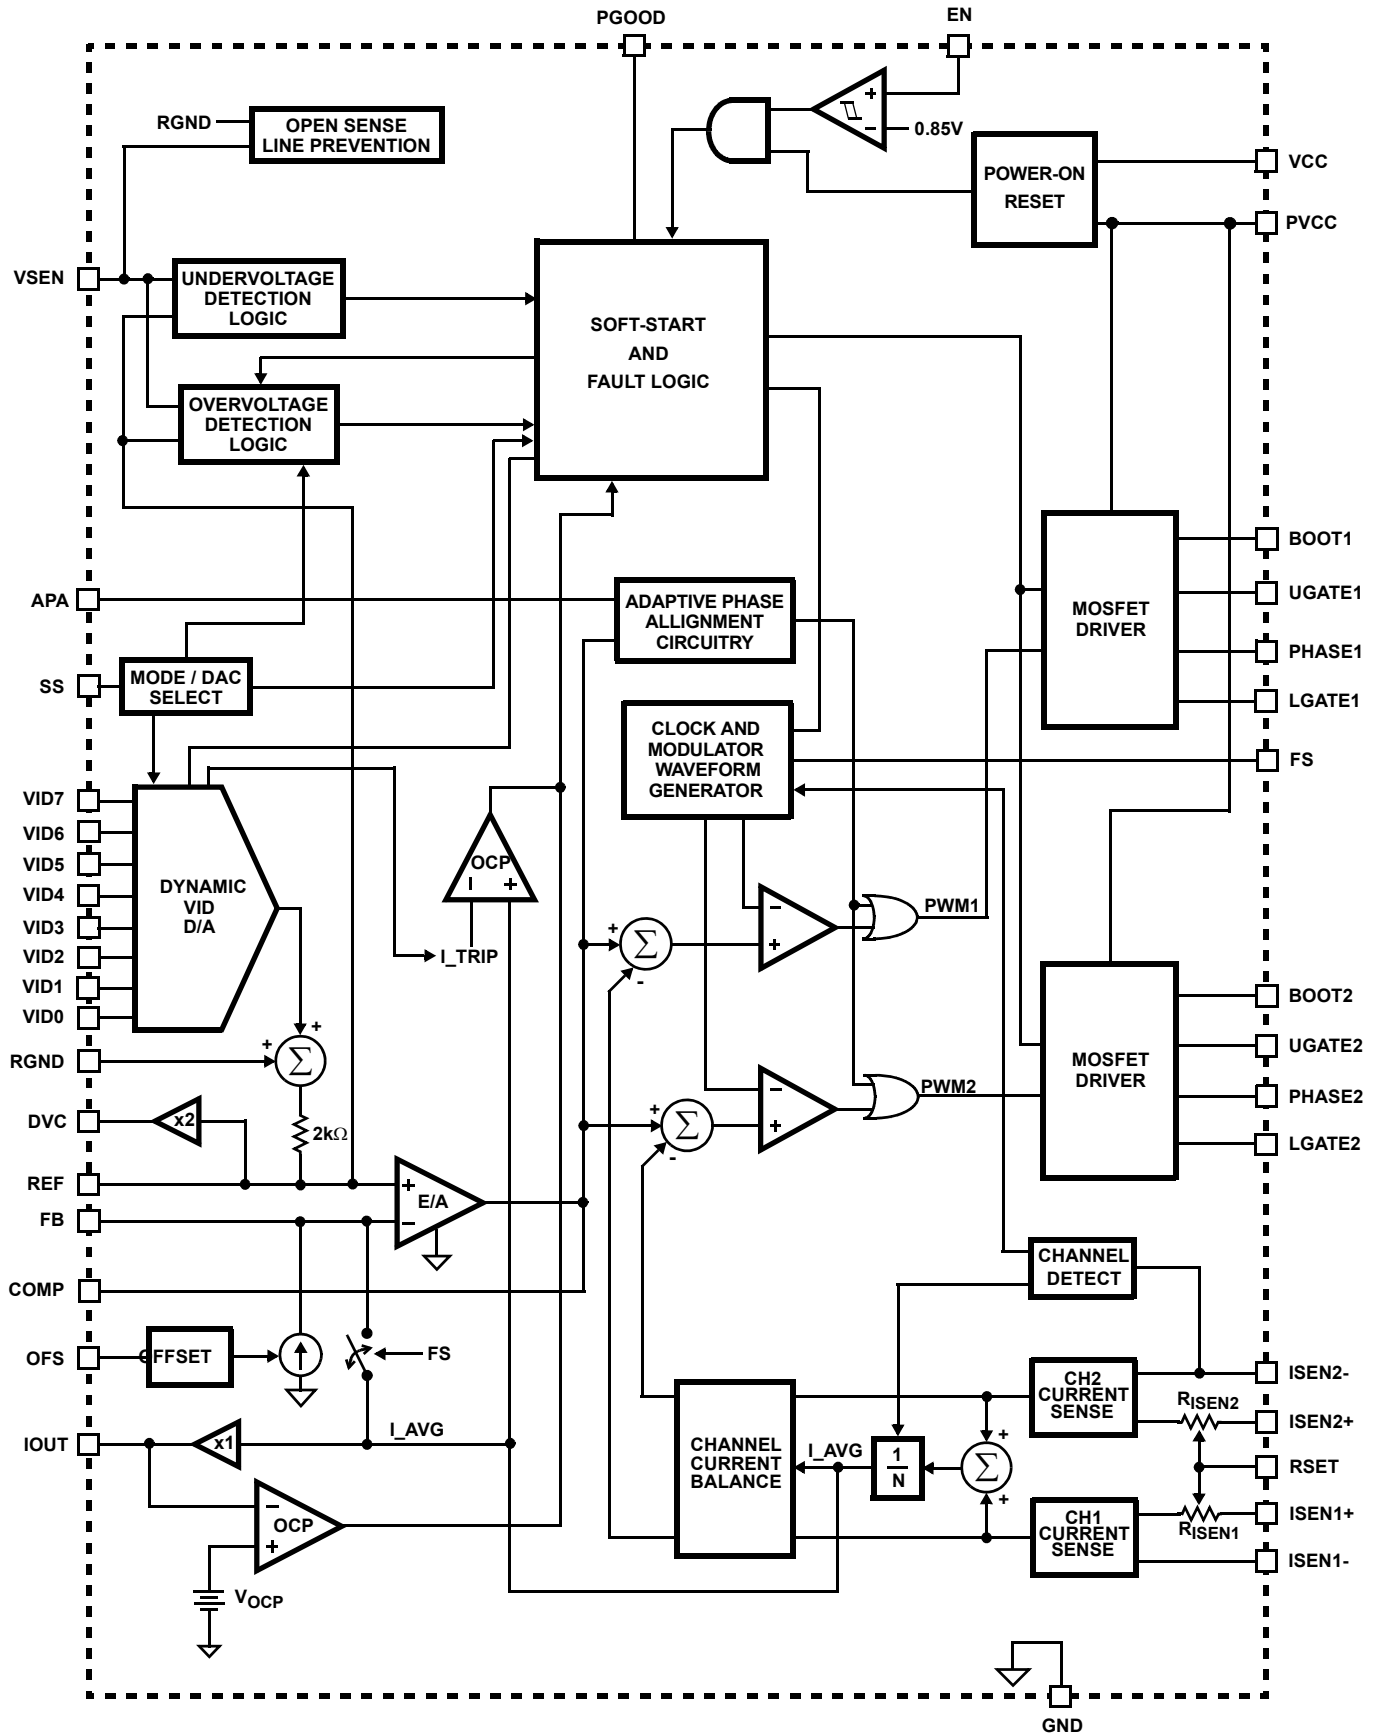 PGOOD
EN
RGND
OPEN SENSE
LINE PREVENTION
+
−
0.85V
POWER-ON
RESET
VCC
PVCC
VSEN
UNDERVOLTAGE
DETECTION
LOGIC
SOFT-START
AND
FAULT LOGIC
OVERVOLTAGE
DETECTION
LOGIC
BOOT1
UGATE1
PHASE1
LGATE1
MOSFET
DRIVER
APA
ADAPTIVE PHASE
ALLIGNMENT
CIRCUITRY
SS
MODE / DAC
SELECT
CLOCK AND
MODULATOR
WAVEFORM
GENERATOR
FS
VID7
VID6
VID5
VID4
VID3
VID2
VID1
VID0
DYNAMIC
VID
D/A
OCP
−
+
I_TRIP
+
Σ
-
−
+
PWM1
BOOT2
UGATE2
PHASE2
LGATE2
MOSFET
DRIVER
RGND
+
+
Σ
2kΩ
DVC
x2
+
Σ
-
−
+
PWM2
REF
FB
+
−
E/A
COMP
CHANNEL
DETECT
OFS
OFFSET
FS
IOUT
x1
I_AVG
−
OCP
+
VOCP
CHANNEL
CURRENT
BALANCE
I_AVG
1
N
+
Σ
+
CH2
CURRENT
SENSE
RISEN2
ISEN2-
ISEN2+
RSET
CH1
CURRENT
SENSE
RISEN1
ISEN1+
ISEN1-
GND